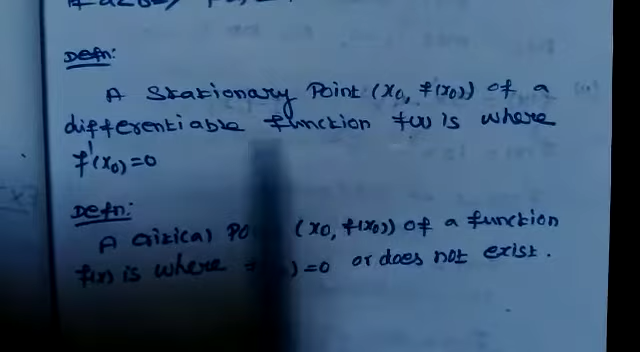 Defn:
A Stationary Point (x₀, f(x₀)) of a
differentiable function f(x) is where
f'(x₀)=0
Defn:
A Critical Po (x₀, f(x₀)) of a function
f(x) is where )=0 or does not exist.